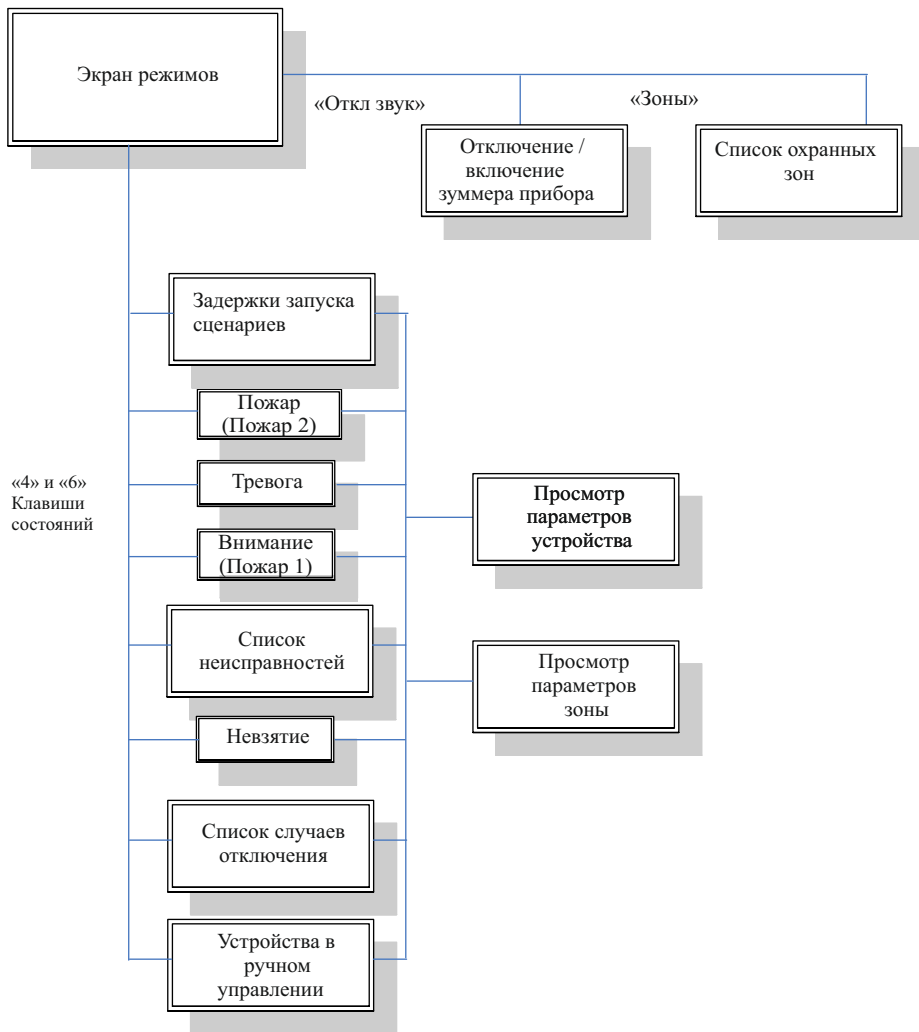 Экран режимов
«Откл звук»
«Зоны»
Отключение /
включение
зуммера прибора
Список охранных
зон
Задержки запуска
сценариев
Пожар
(Пожар 2)
«4» и «6»
Клавиши
состояний
Тревога
Внимание
(Пожар 1)
Просмотр
параметров
устройства
Список
неисправностей
Просмотр
параметров
зоны
Невзятие
Список случаев
отключения
Устройства в
ручном
управлении